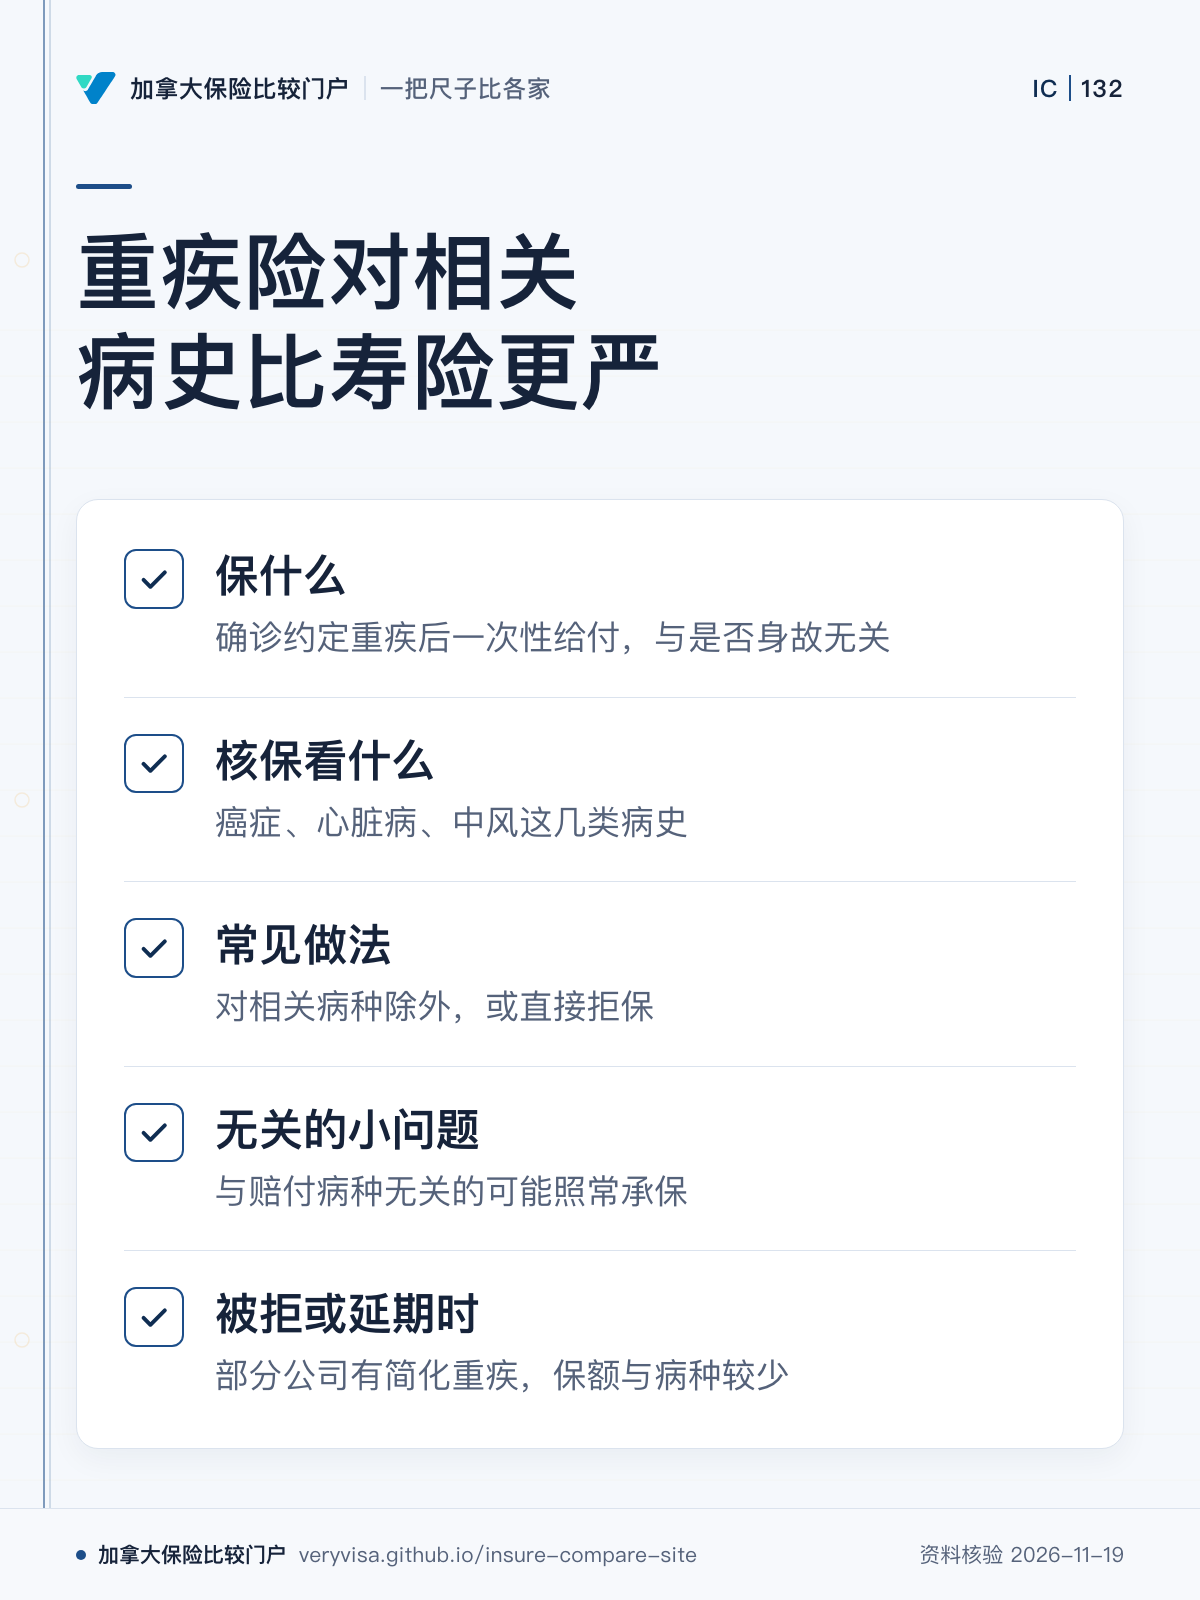 加拿大保险比较门户 一把尺子比各家
IC 132
重疾险对相关
病史比寿险更严
保什么
确诊约定重疾后一次性给付，与是否身故无关
核保看什么
癌症、心脏病、中风这几类病史
常见做法
对相关病种除外，或直接拒保
无关的小问题
与赔付病种无关的可能照常承保
被拒或延期时
部分公司有简化重疾，保额与病种较少
加拿大保险比较门户 veryvisa.github.io/insure-compare-site
资料核验 2026-11-19